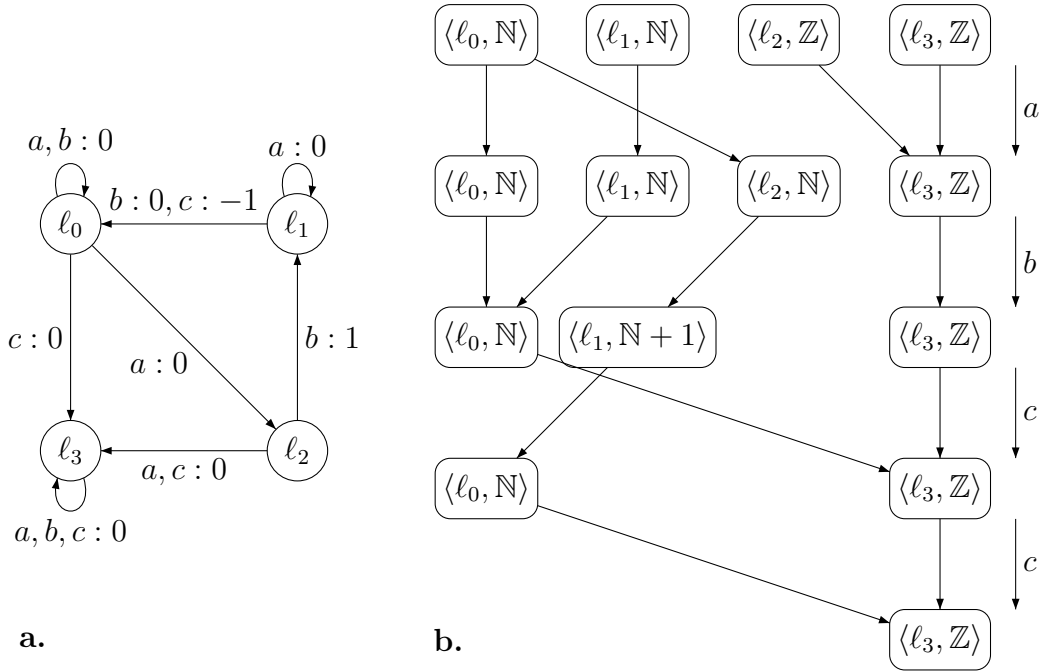 ⟨ℓ₀, ℕ⟩ ⟨ℓ₁, ℕ⟩ ⟨ℓ₂, ℤ⟩ ⟨ℓ₃, ℤ⟩
a
a, b : 0 a : 0
⟨ℓ₀, ℕ⟩ ⟨ℓ₁, ℕ⟩ ⟨ℓ₂, ℕ⟩ ⟨ℓ₃, ℤ⟩
ℓ₀ b : 0, c : −1 ℓ₁
b
c : 0 a : 0 b : 1
⟨ℓ₀, ℕ⟩ ⟨ℓ₁, ℕ + 1⟩ ⟨ℓ₃, ℤ⟩
c
ℓ₃ a, c : 0 ℓ₂
⟨ℓ₀, ℕ⟩ ⟨ℓ₃, ℤ⟩
a, b, c : 0
c
a. b. ⟨ℓ₃, ℤ⟩